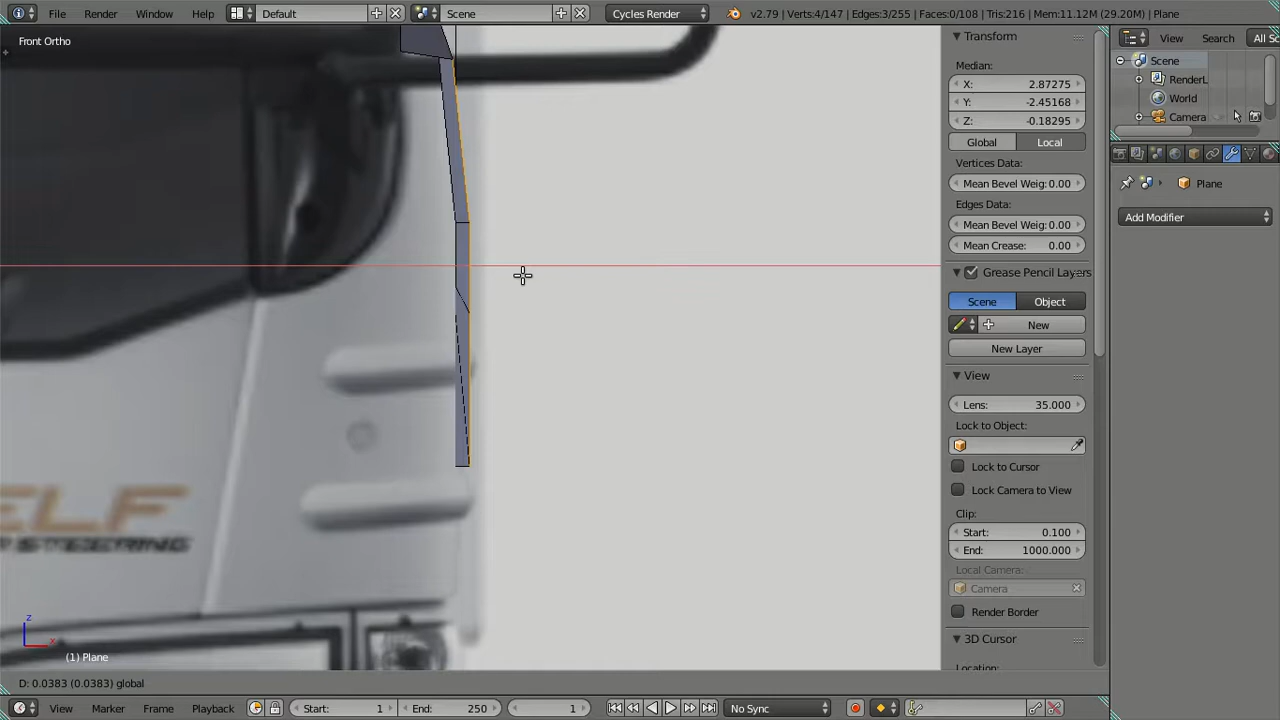 File Render Window Help Default Scene Cycles Render v2.79 | Verts:4/147 | Edges:3/255 | Faces:0/108 | Tris:216 | Mem:11.12M (29.20M) | Plane
Front Ortho
Transform
Median:
X: 2.87275
Y: -2.45168
Z: -0.18295
Global Local
Vertices Data:
Mean Bevel Weig: 0.00
Edges Data:
Mean Bevel Weig: 0.00
Mean Crease: 0.00
Grease Pencil Layers
Scene Object
New
New Layer
View
Lens: 35.000
Lock to Object:
Lock to Cursor
Lock Camera to View
Clip:
Start: 0.100
End: 1000.000
Local Camera:
Camera
Render Border
3D Cursor
Location:
View Search All Sc
Scene
RenderL
World
Camera
Plane
Add Modifier
ELF
STEERING
z
x
(1) Plane
D: 0.0383 (0.0383) global
View Marker Frame Playback Start: 1 End: 250 1 No Sync